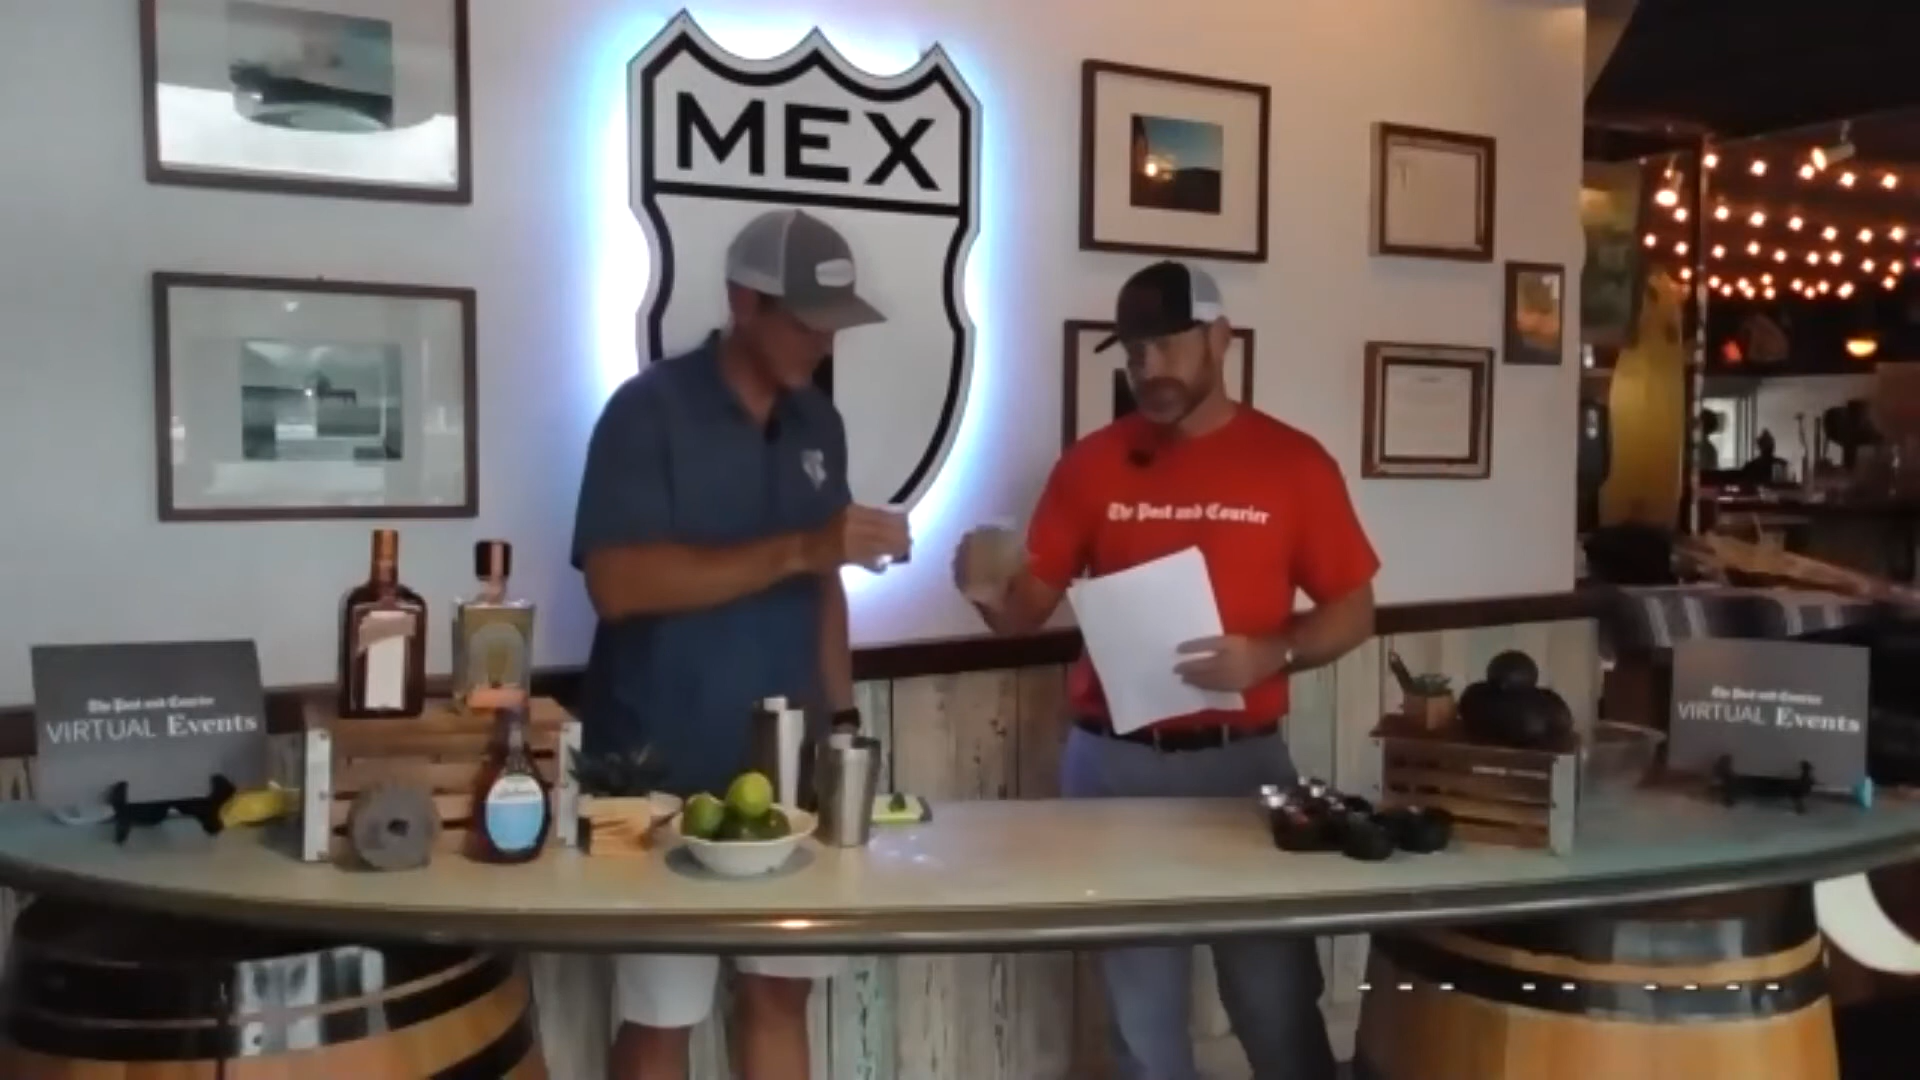 MEX
The Post and Courier
The Post and Courier
VIRTUAL Events
The Post and Courier
VIRTUAL Events